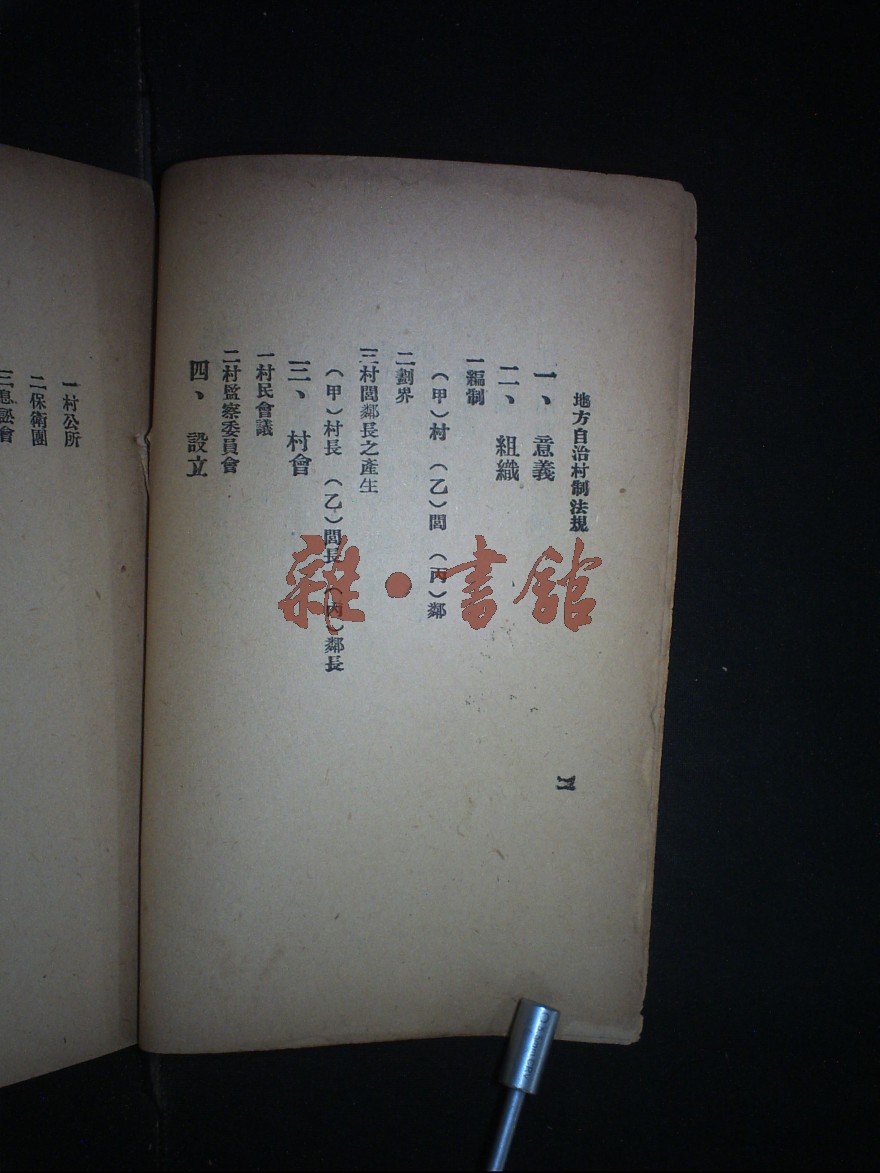 地方自治村制法規
一、意義
二、組織
一編制
（甲）村　（乙）閭　（丙）鄰
二劃界
三村閭鄰長之產生
（甲）村長　（乙）閭長　（丙）鄰長
三、村會
一村民會議
二村監察委員會
四、設立
一村公所
二保衛團
三息訟會
雜・書館